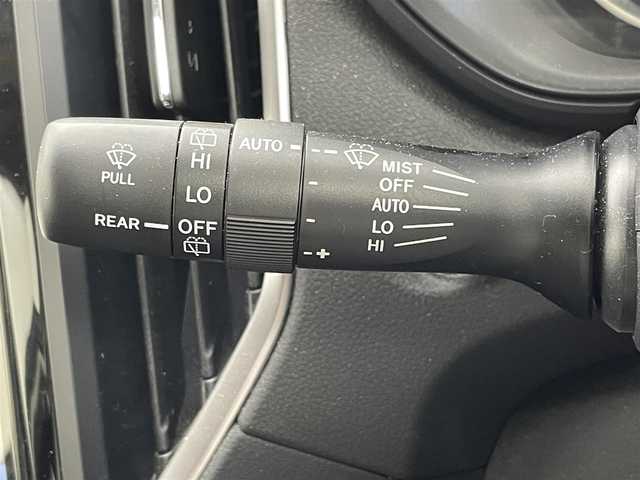 PULL
REAR
HI
LO
OFF
AUTO
- +
MIST
OFF
AUTO
LO
HI